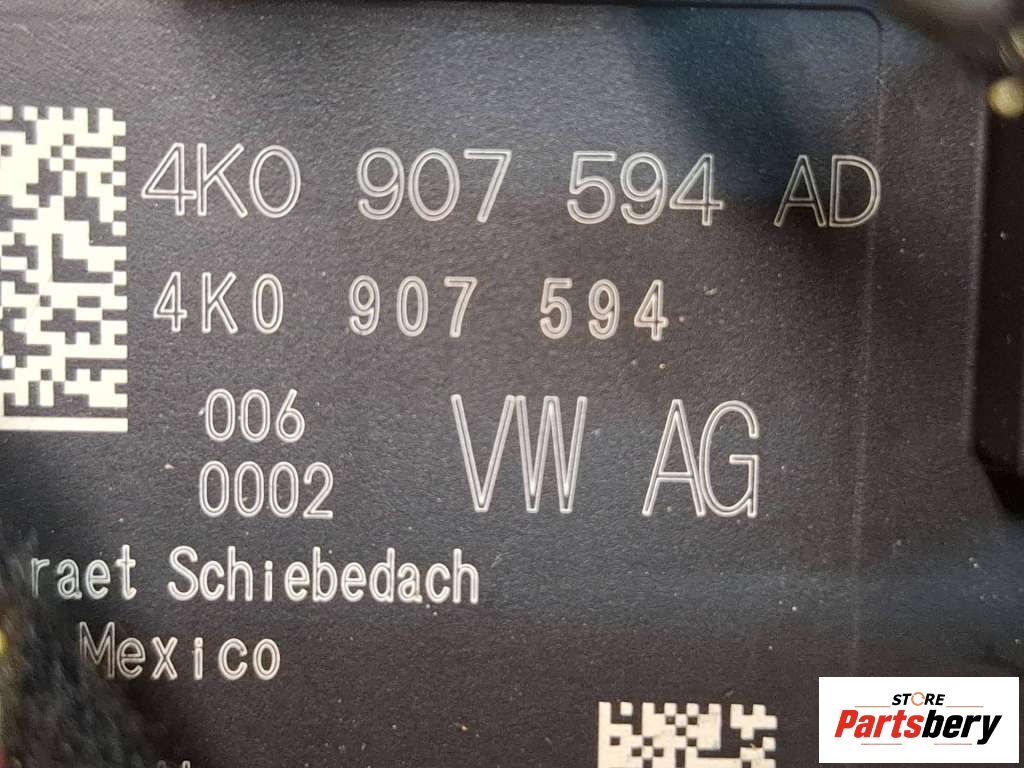 4K0 907 594 AD
4K0 907 594
006
0002
VW AG
raet Schiebedach
Mexico
STORE
Partsbery